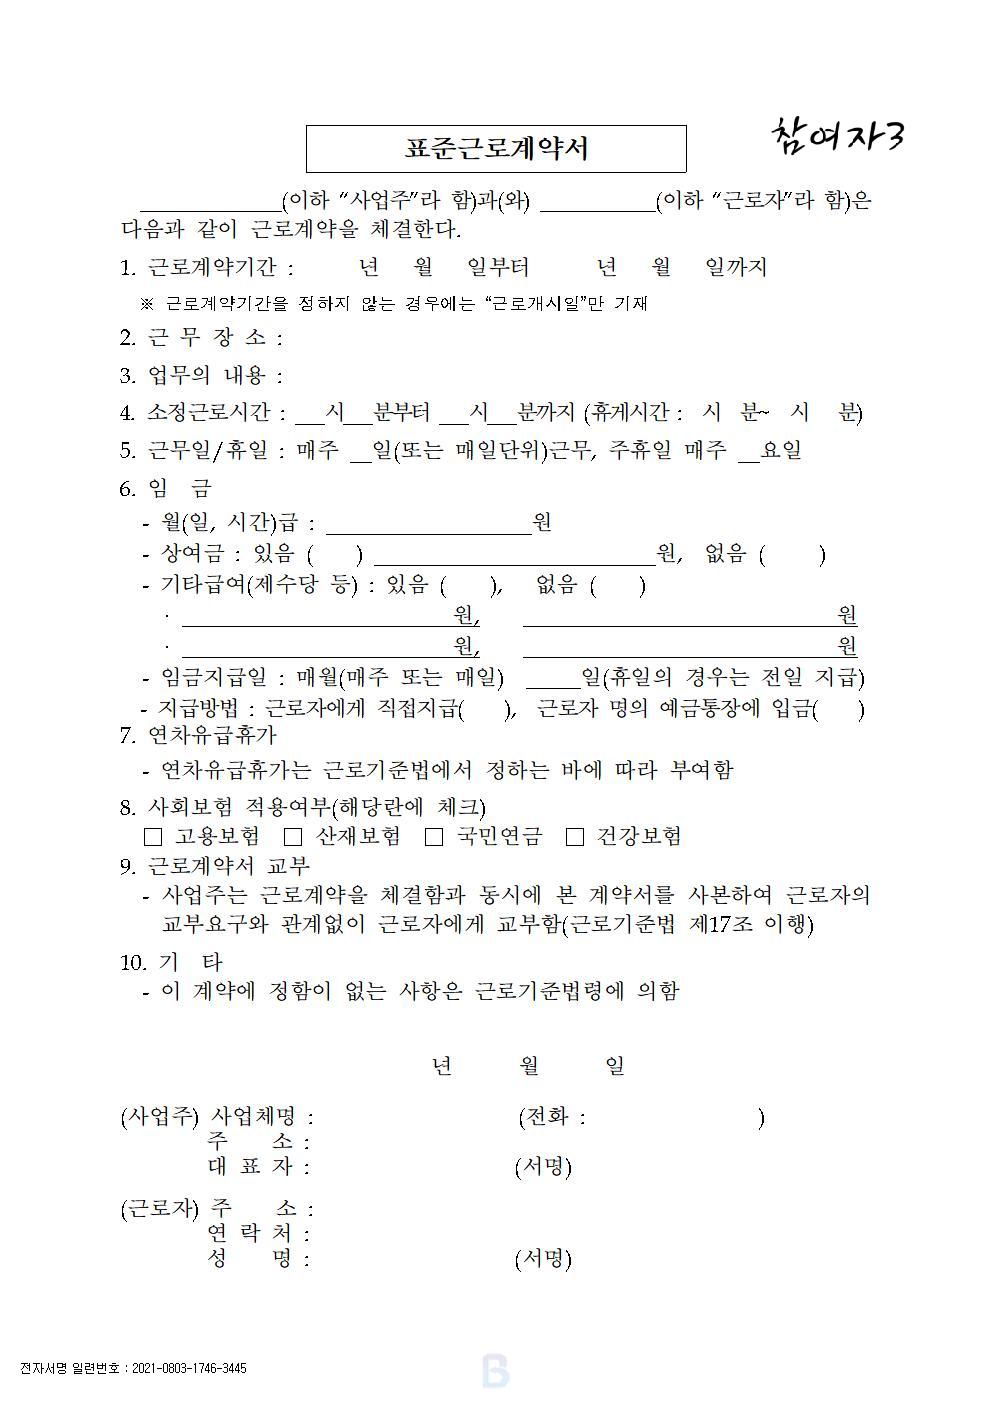 표준근로계약서
참여자3
____________(이하 “사업주”라 함)과(와) __________(이하 “근로자”라 함)은
다음과 같이 근로계약을 체결한다.
1. 근로계약기간 : 년 월 일부터 년 월 일까지
※ 근로계약기간을 정하지 않는 경우에는 “근로개시일”만 기재
2. 근 무 장 소 :
3. 업무의 내용 :
4. 소정근로시간 : __시__분부터 __시__분까지 (휴게시간 : 시 분~ 시 분)
5. 근무일/휴일 : 매주 __일(또는 매일단위)근무, 주휴일 매주 __요일
6. 임 금
- 월(일, 시간)급 : __________________원
- 상여금 : 있음 ( ) ________________________원, 없음 ( )
- 기타급여(제수당 등) : 있음 ( ), 없음 ( )
· ________________________원, ____________________________원
· ________________________원, ____________________________원
- 임금지급일 : 매월(매주 또는 매일) _____일(휴일의 경우는 전일 지급)
- 지급방법 : 근로자에게 직접지급( ), 근로자 명의 예금통장에 입금( )
7. 연차유급휴가
- 연차유급휴가는 근로기준법에서 정하는 바에 따라 부여함
8. 사회보험 적용여부(해당란에 체크)
□ 고용보험 □ 산재보험 □ 국민연금 □ 건강보험
9. 근로계약서 교부
- 사업주는 근로계약을 체결함과 동시에 본 계약서를 사본하여 근로자의
교부요구와 관계없이 근로자에게 교부함(근로기준법 제17조 이행)
10. 기 타
- 이 계약에 정함이 없는 사항은 근로기준법령에 의함
년 월 일
(사업주) 사업체명 : (전화 : )
주 소 :
대 표 자 : (서명)
(근로자) 주 소 :
연 락 처 :
성 명 : (서명)
전자서명 일련번호 : 2021-0803-1746-3445
B